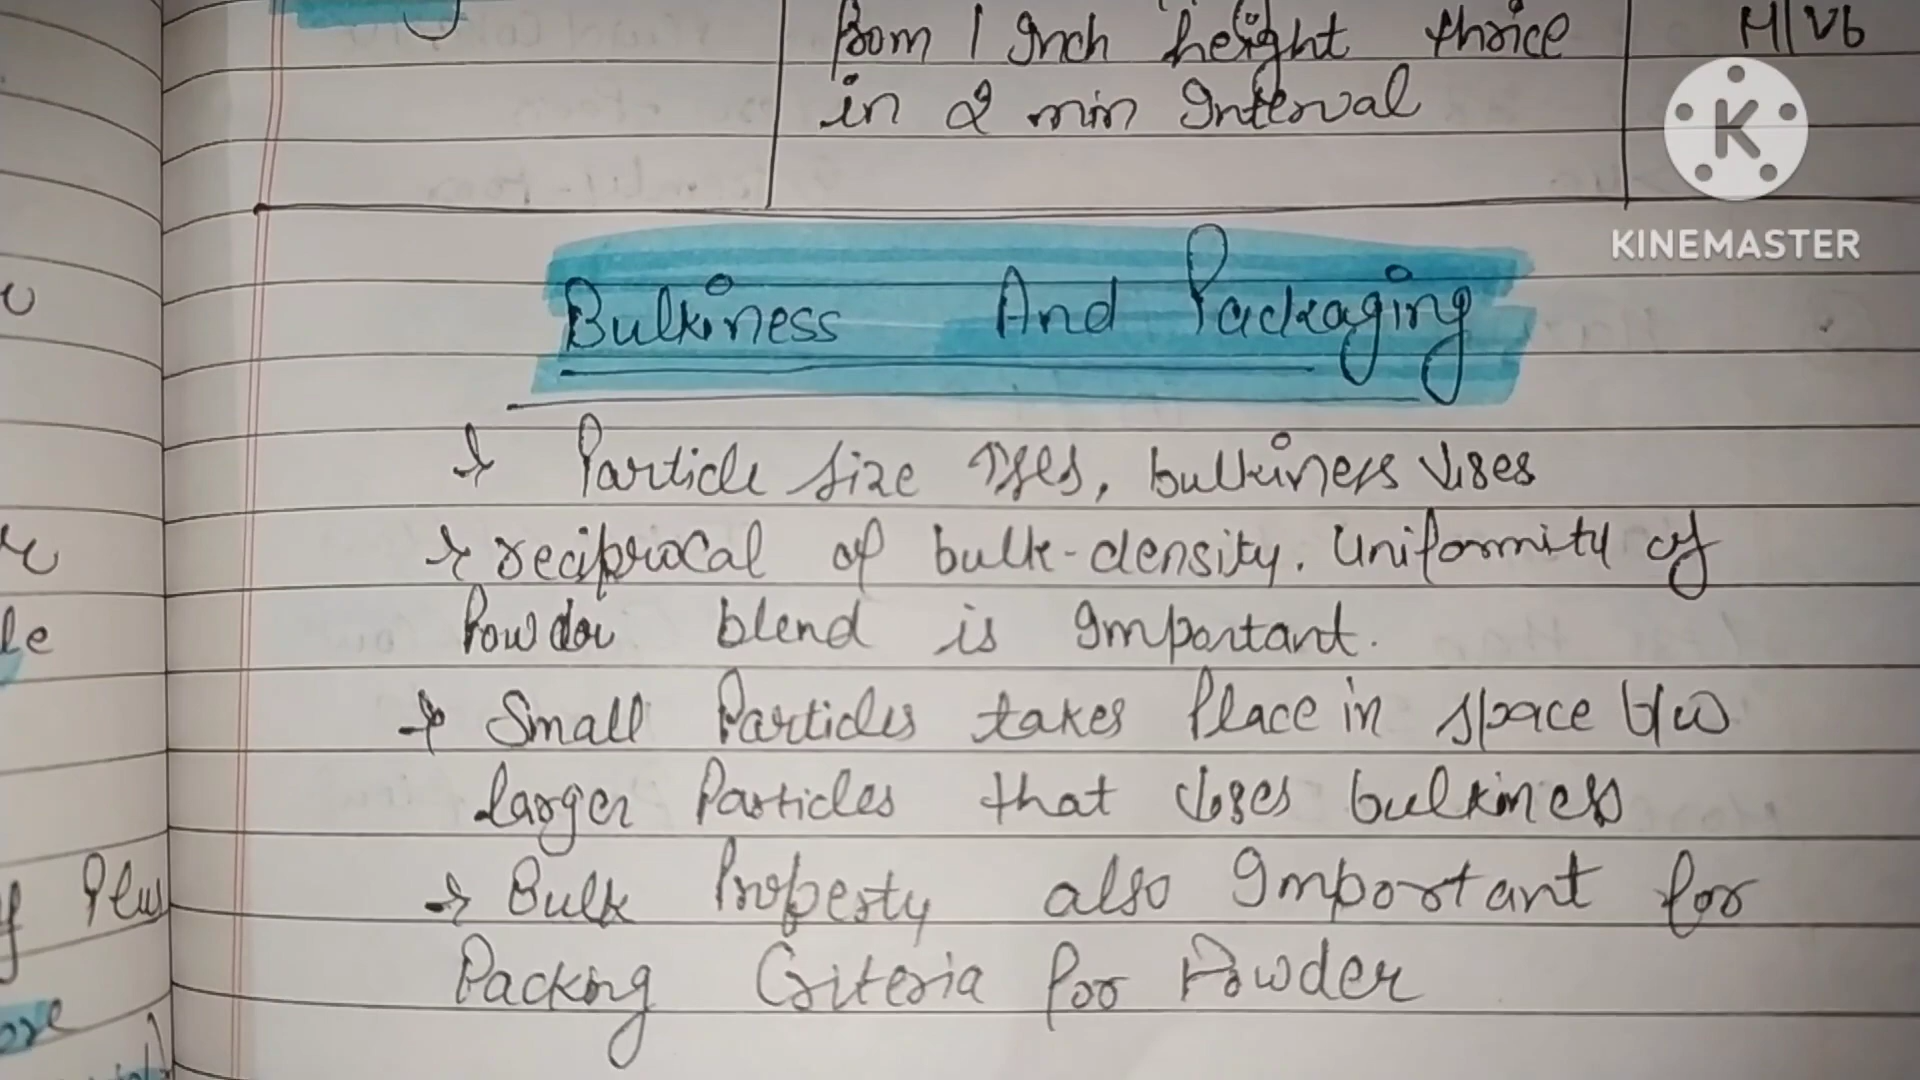 from 1 Inch height thrice
in 2 min Interval
M/Vb
KINEMASTER
Bulkiness And Packaging
→ Particle size ↑ses, bulkiness ↓ses
→ reciprocal of bulk-density. Uniformity of
Powder blend is Important.
→ Small Particles takes Place in space b/w
larger Particles that ↓ses bulkiness
→ Bulk Property also Important for
Packing Criteria for Powder
le
Plus